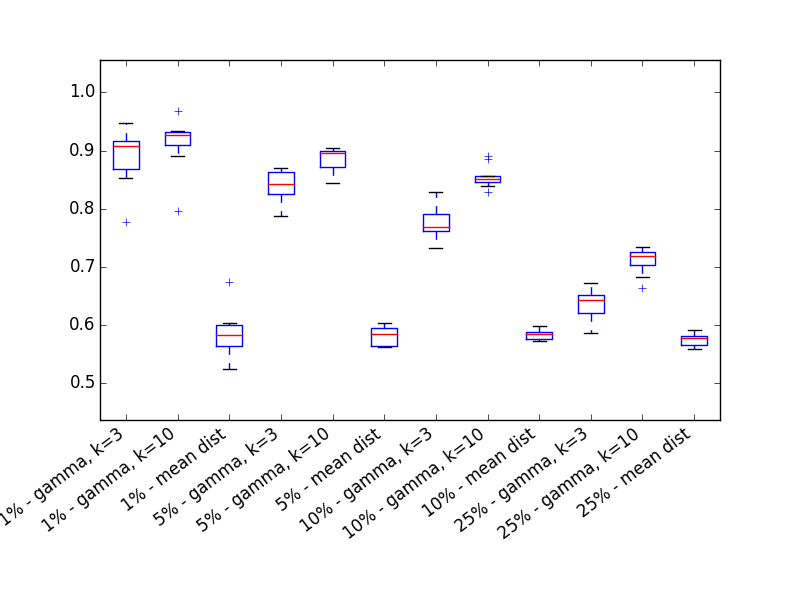 1.0
0.9
0.8
0.7
0.6
0.5
1% - gamma, k=3
1% - gamma, k=10
1% - mean dist
5% - gamma, k=3
5% - gamma, k=10
5% - mean dist
10% - gamma, k=3
10% - gamma, k=10
10% - mean dist
25% - gamma, k=3
25% - gamma, k=10
25% - mean dist